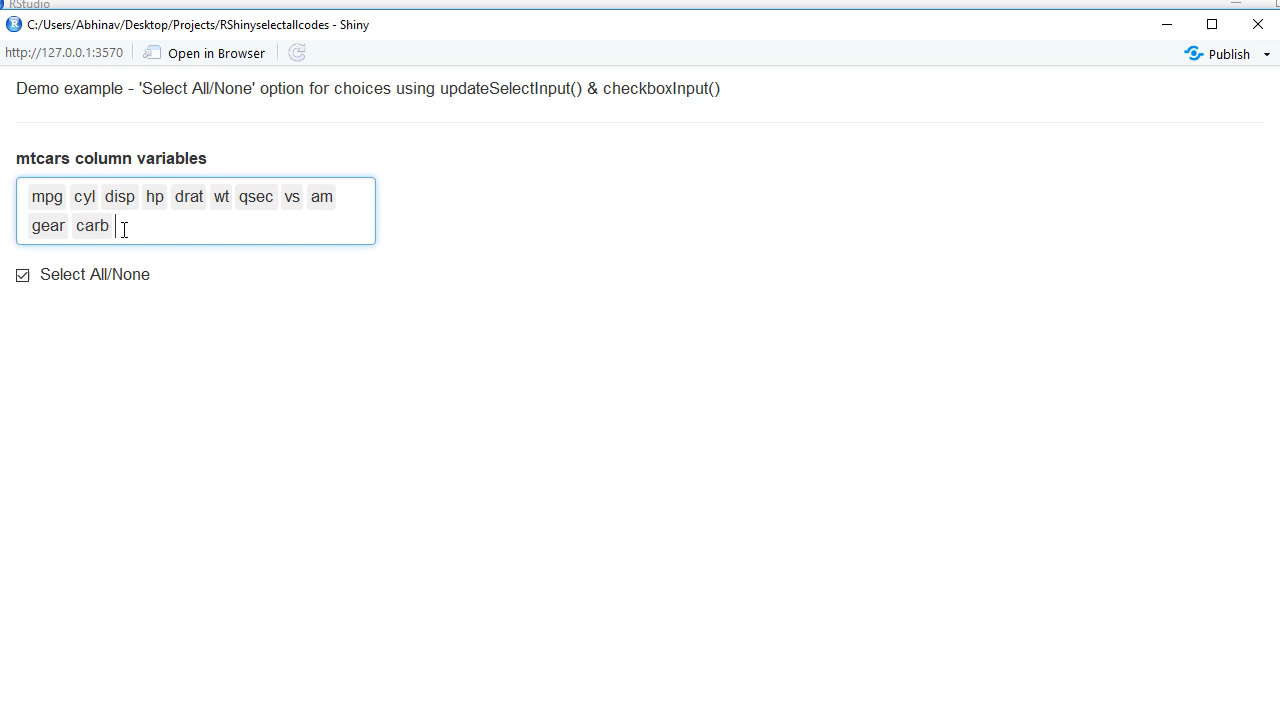 RStudio
C:/Users/Abhinav/Desktop/Projects/RShinyselectallcodes - Shiny
http://127.0.0.1:3570 Open in Browser Publish
Demo example - 'Select All/None' option for choices using updateSelectInput() & checkboxInput()
mtcars column variables
mpg cyl disp hp drat wt qsec vs am
gear carb
Select All/None